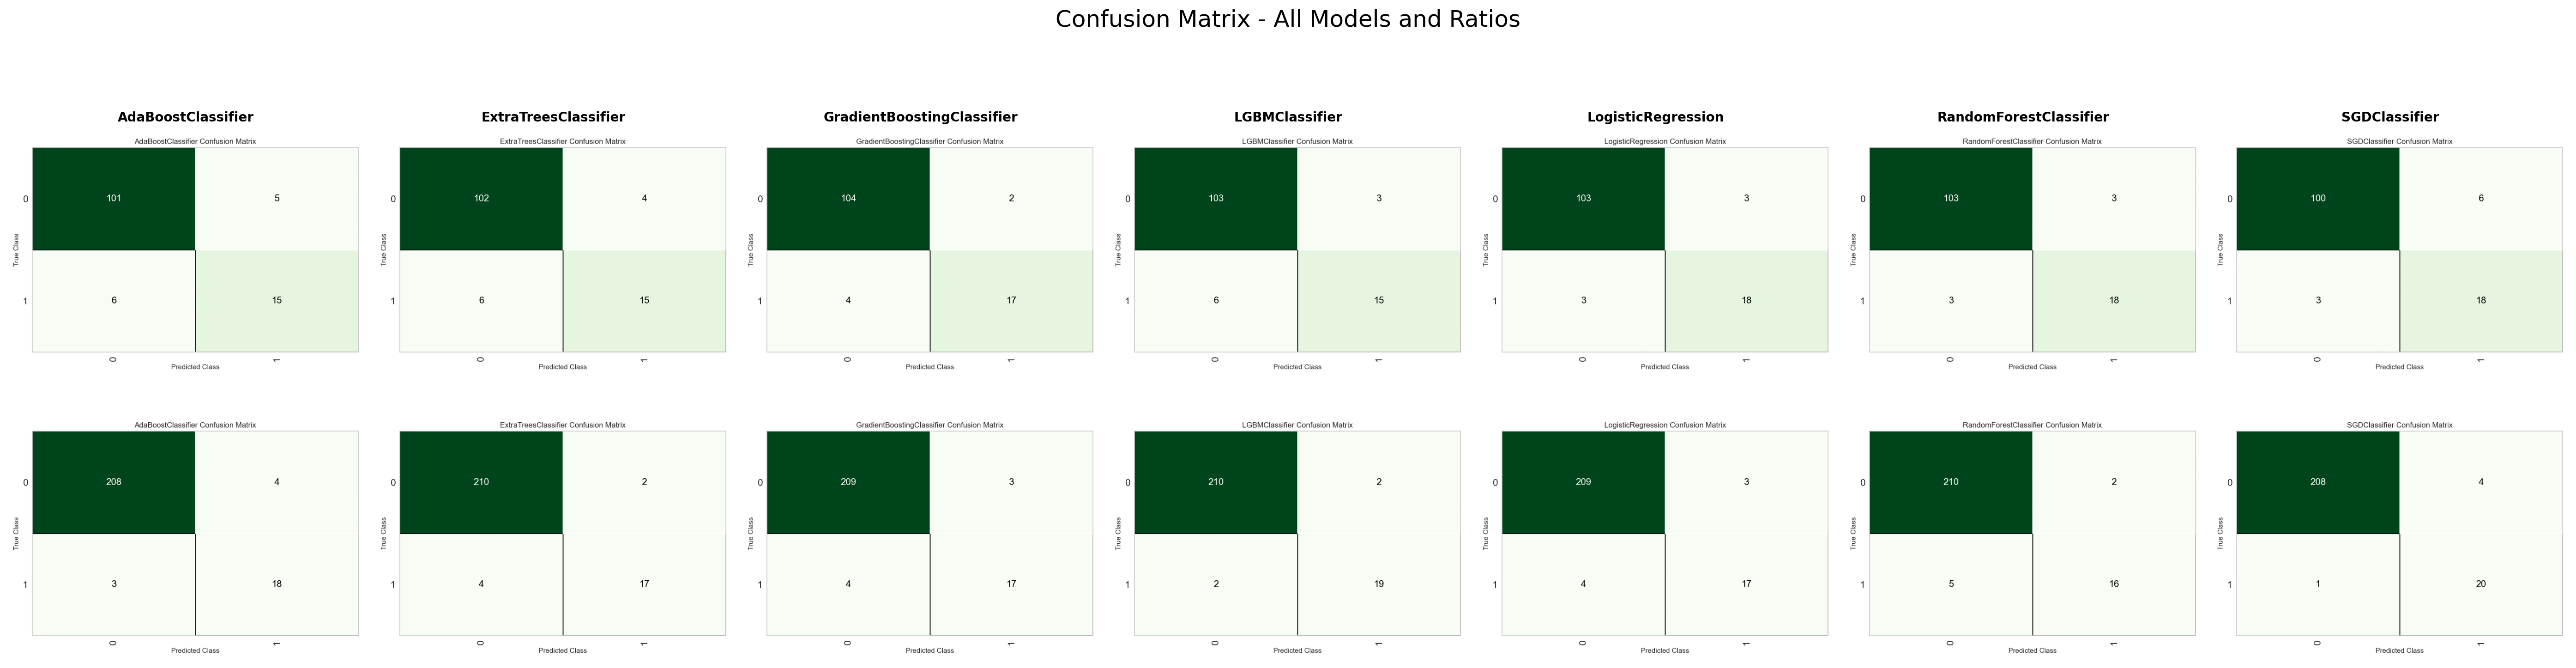 Confusion Matrix - All Models and Ratios
AdaBoostClassifier
AdaBoostClassifier Confusion Matrix
0
101
5
True Class
1
6
15
0
1
Predicted Class
ExtraTreesClassifier
ExtraTreesClassifier Confusion Matrix
0
102
4
True Class
1
6
15
0
1
Predicted Class
GradientBoostingClassifier
GradientBoostingClassifier Confusion Matrix
0
104
2
True Class
1
4
17
0
1
Predicted Class
LGBMClassifier
LGBMClassifier Confusion Matrix
0
103
3
True Class
1
6
15
0
1
Predicted Class
LogisticRegression
LogisticRegression Confusion Matrix
0
103
3
True Class
1
3
18
0
1
Predicted Class
RandomForestClassifier
RandomForestClassifier Confusion Matrix
0
103
3
True Class
1
3
18
0
1
Predicted Class
SGDClassifier
SGDClassifier Confusion Matrix
0
100
6
True Class
1
3
18
0
1
Predicted Class
AdaBoostClassifier Confusion Matrix
0
208
4
True Class
1
3
18
0
1
Predicted Class
ExtraTreesClassifier Confusion Matrix
0
210
2
True Class
1
4
17
0
1
Predicted Class
GradientBoostingClassifier Confusion Matrix
0
209
3
True Class
1
4
17
0
1
Predicted Class
LGBMClassifier Confusion Matrix
0
210
2
True Class
1
2
19
0
1
Predicted Class
LogisticRegression Confusion Matrix
0
209
3
True Class
1
4
17
0
1
Predicted Class
RandomForestClassifier Confusion Matrix
0
210
2
True Class
1
5
16
0
1
Predicted Class
SGDClassifier Confusion Matrix
0
208
4
True Class
1
1
20
0
1
Predicted Class